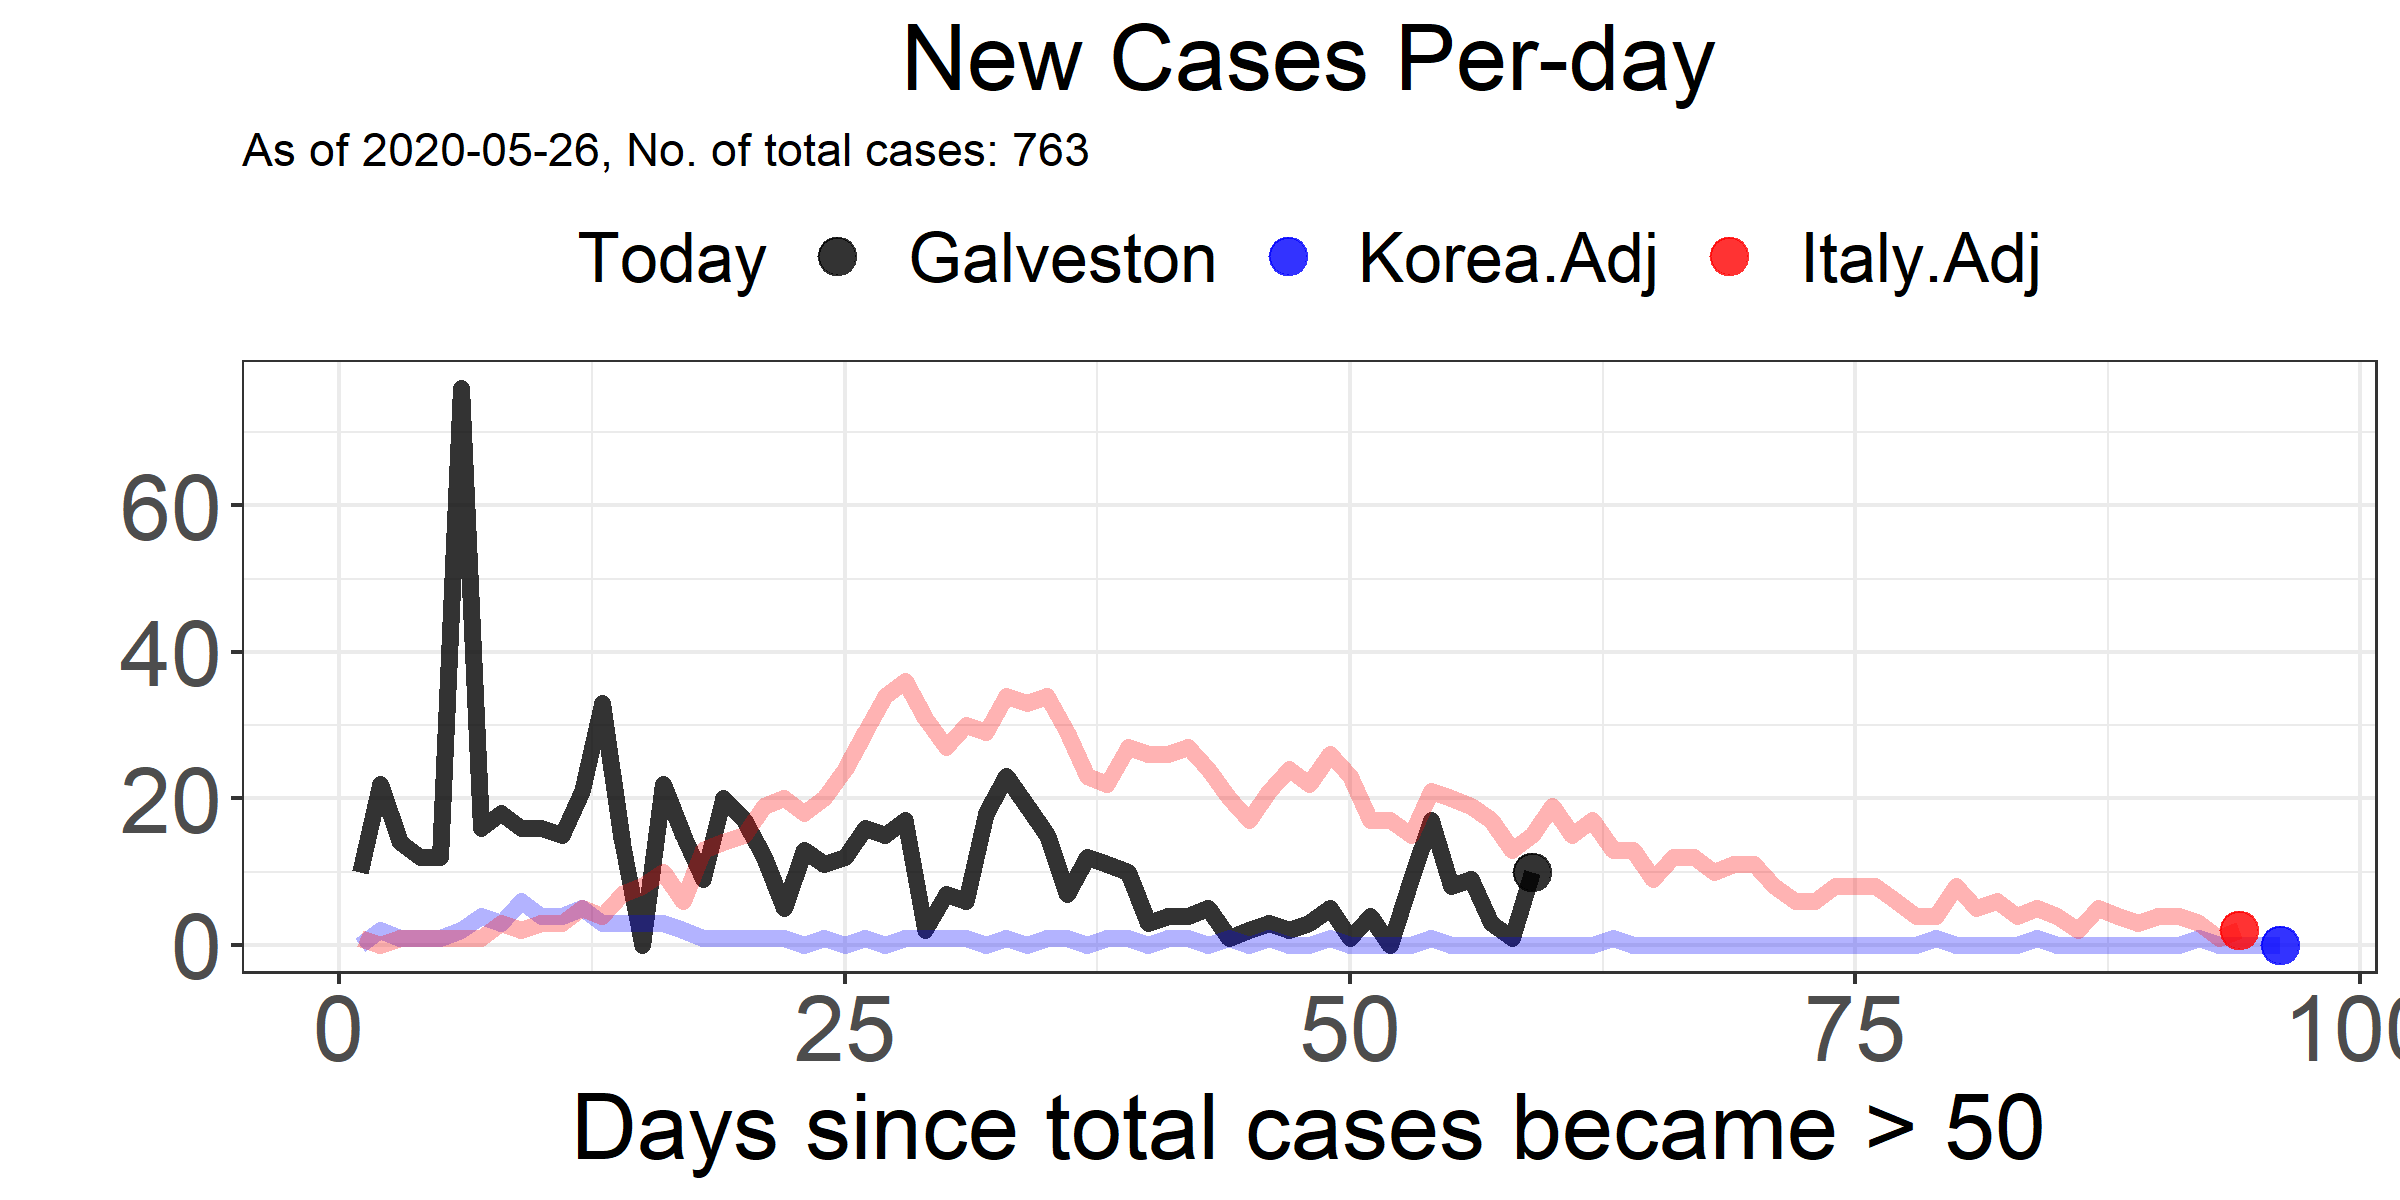 New Cases Per-day
As of 2020-05-26, No. of total cases: 763
Today Galveston Korea.Adj Italy.Adj
60
40
20
0
0 25 50 75 100
Days since total cases became > 50